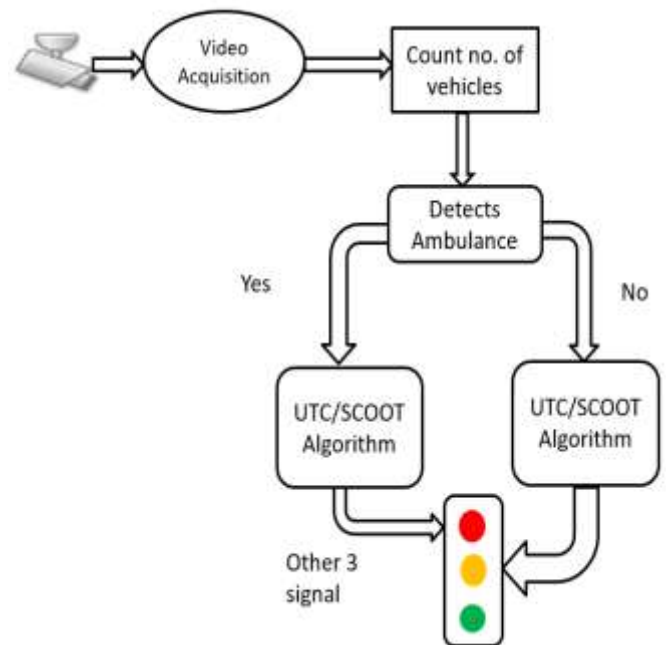 Video
Acquisition
Count no. of
vehicles
Detects
Ambulance
Yes
No
UTC/SCOOT
Algorithm
UTC/SCOOT
Algorithm
Other 3
signal